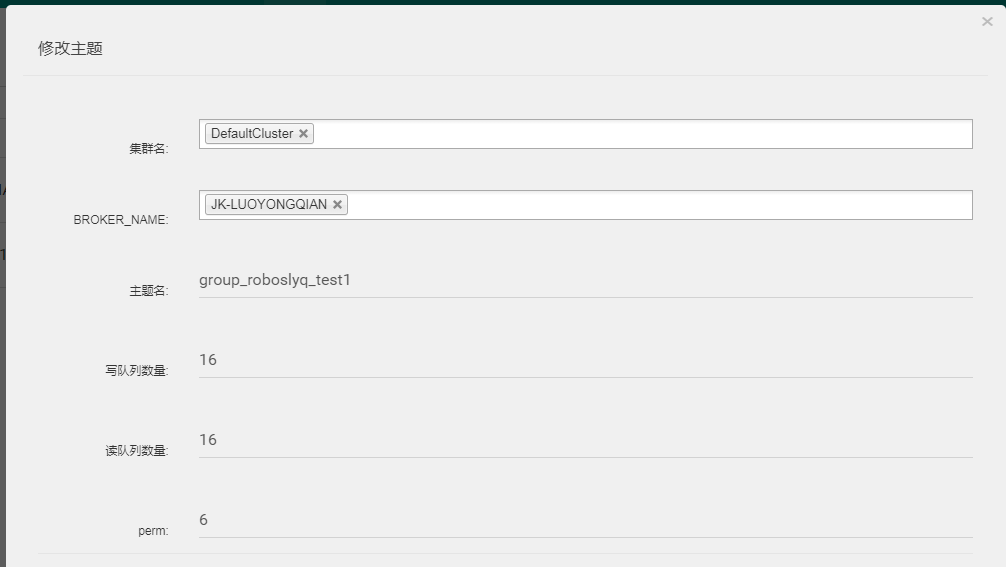 修改主题
集群名: DefaultCluster
BROKER_NAME: JK-LUOYONGQIAN
主题名: group_roboslyq_test1
写队列数量: 16
读队列数量: 16
perm: 6